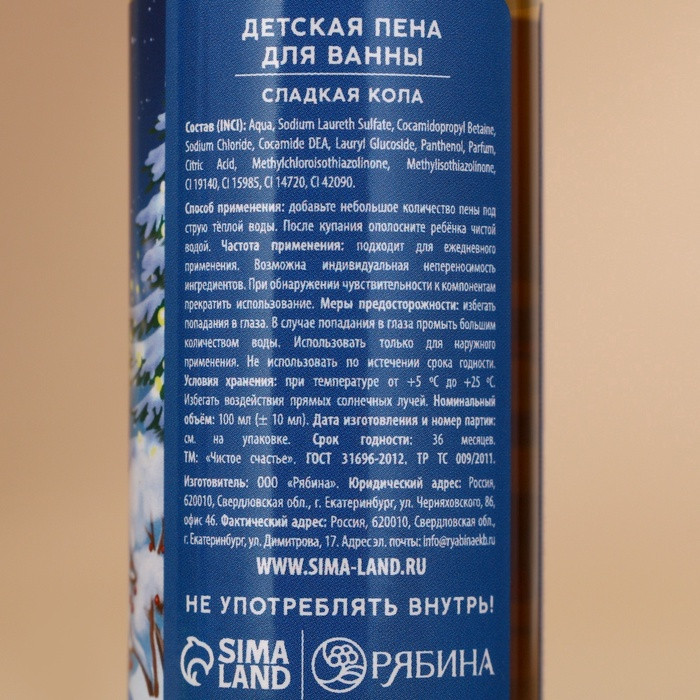 ДЕТСКАЯ ПЕНА
ДЛЯ ВАННЫ
СЛАДКАЯ КОЛА
Состав (INCI): Aqua, Sodium Laureth Sulfate, Cocamidopropyl Betaine,
Sodium Chloride, Cocamide DEA, Lauryl Glucoside, Panthenol, Parfum,
Citric Acid, Methylchloroisothiazolinone, Methylisothiazolinone,
CI 19140, CI 15985, CI 14720, CI 42090.
Способ применения: добавьте небольшое количество пены под
струю тёплой воды. После купания ополосните ребёнка чистой
водой. Частота применения: подходит для ежедневного
применения. Возможна индивидуальная непереносимость
ингредиентов. При обнаружении чувствительности к компонентам
прекратить использование. Меры предосторожности: избегать
попадания в глаза. В случае попадания в глаза промыть большим
количеством воды. Использовать только для наружного
применения. Не использовать по истечении срока годности.
Условия хранения: при температуре от +5 °C до +25 °C.
Избегать воздействия прямых солнечных лучей. Номинальный
объём: 100 мл (± 10 мл). Дата изготовления и номер партии:
см. на упаковке. Срок годности: 36 месяцев.
ТМ: «Чистое счастье». ГОСТ 31696-2012. ТР ТС 009/2011.
Изготовитель: ООО «Рябина». Юридический адрес: Россия,
620010, Свердловская обл., г. Екатеринбург, ул. Черняховского, 86,
офис 46. Фактический адрес: Россия, 620010, Свердловская обл.,
г. Екатеринбург, ул. Димитрова, 17. Адрес эл. почты: info@ryabinaekb.ru
WWW.SIMA-LAND.RU
НЕ УПОТРЕБЛЯТЬ ВНУТРЬ!
SIMA
LAND
РЯБИНА